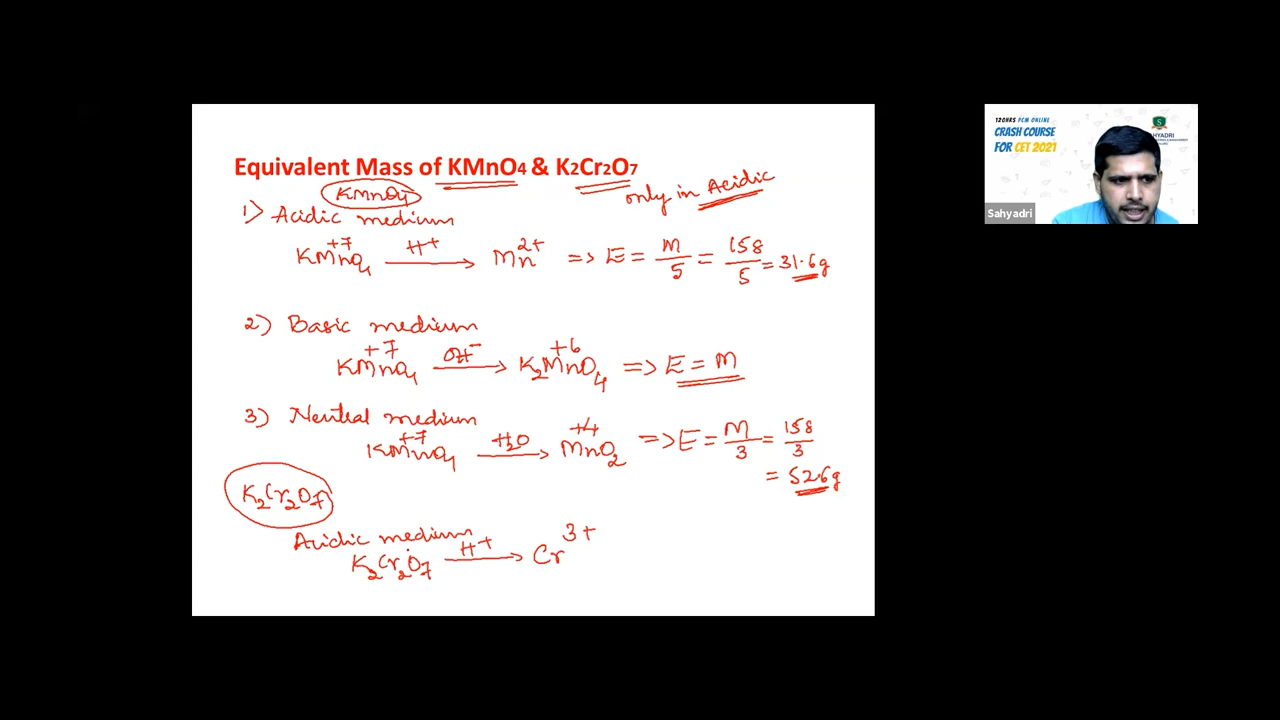 Equivalent Mass of KMnO4 & K2Cr2O7
KMnO4
only in Acidic
1) Acidic medium
+7
KMnO4 H+ Mn2+ => E = M/5 = 158/5 = 31.6g
2) Basic medium
+7 +6
KMnO4 OH- K2MnO4 => E = M
3) Neutral medium
+7 +4
KMnO4 H2O MnO2 => E = M/3 = 158/3
= 52.6g
K2Cr2O7
Acidic medium
K2Cr2O7 H+ Cr3+
120HRS PCM ONLINE
CRASH COURSE
FOR CET 2021
S
Sahyadri